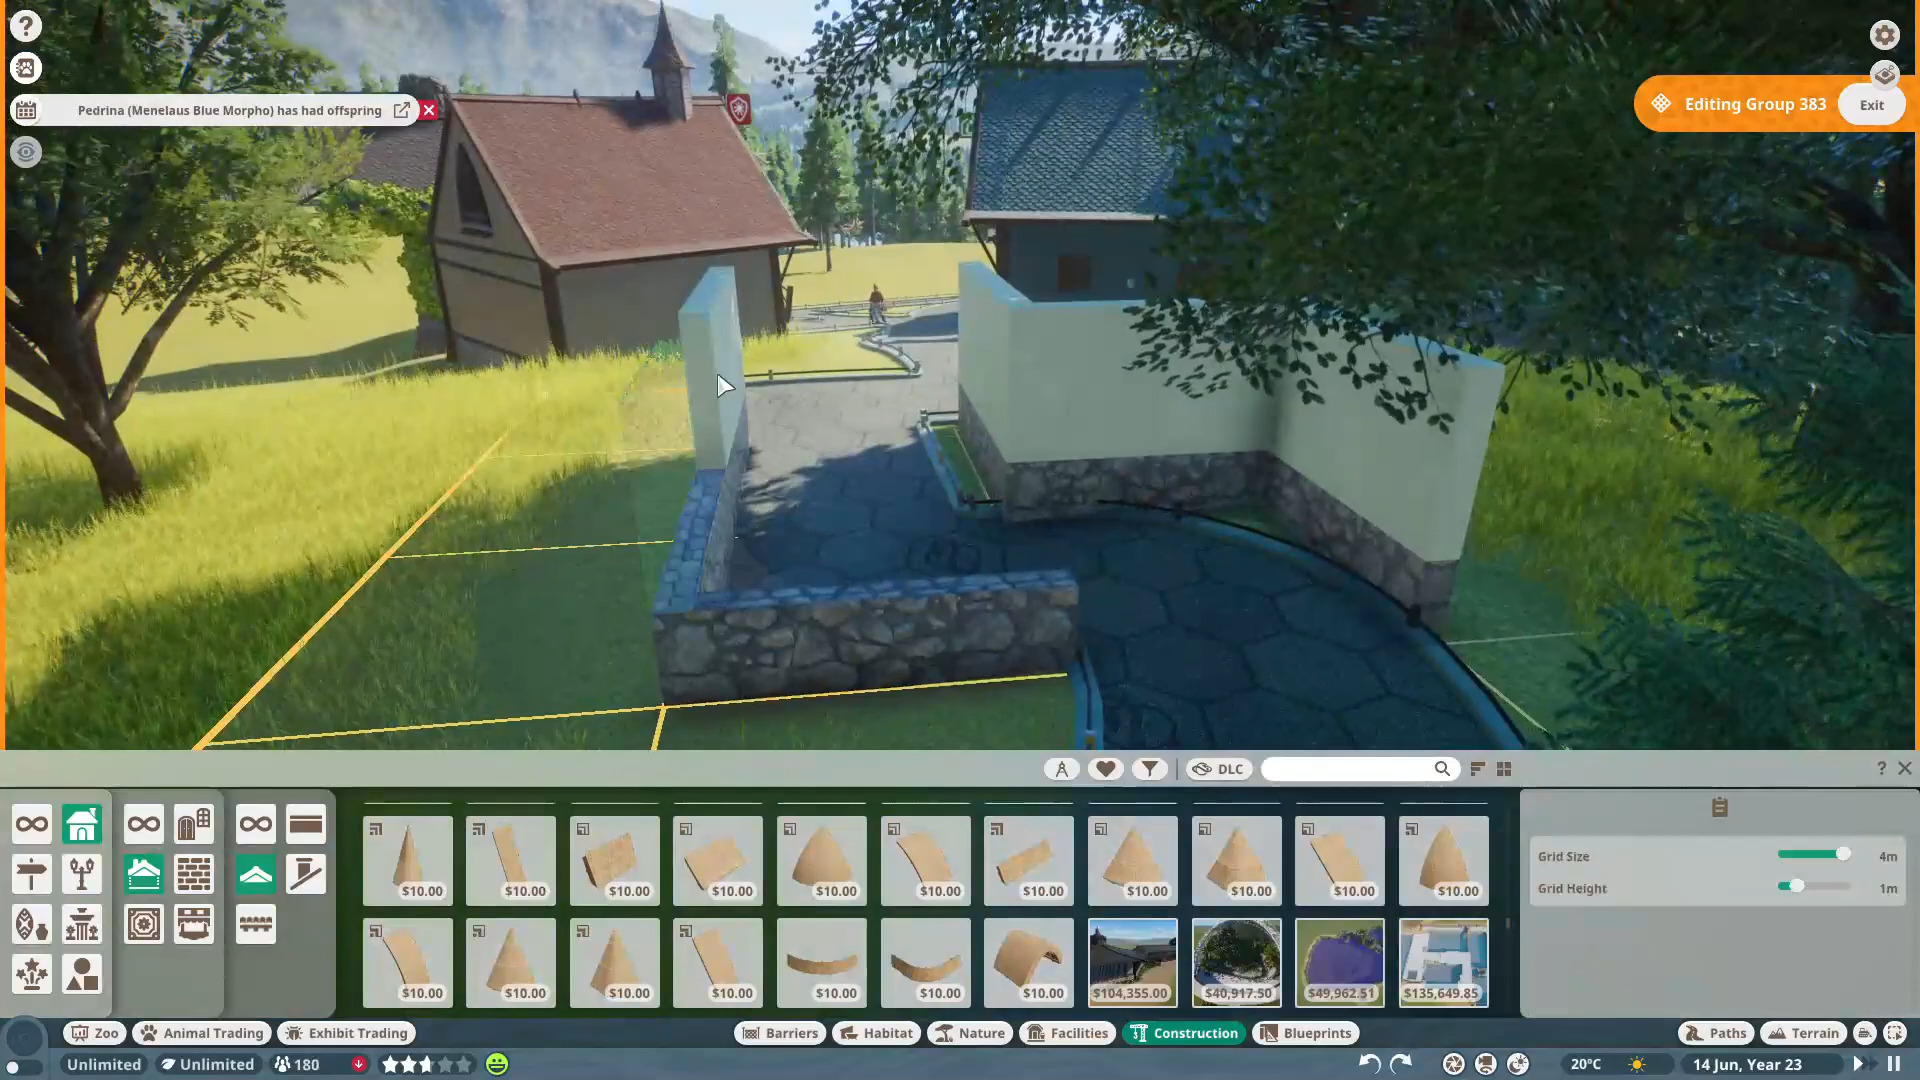 ?
Pedrina (Menelaus Blue Morpho) has had offspring
Editing Group 383
Exit
DLC
?
$10.00 $10.00 $10.00 $10.00 $10.00 $10.00 $10.00 $10.00 $10.00 $10.00 $10.00
$10.00 $10.00 $10.00 $10.00 $10.00 $10.00 $10.00 $104,355.00 $40,917.50 $49,962.51 $135,649.85
Grid Size 4m
Grid Height 1m
Zoo Animal Trading Exhibit Trading Barriers Habitat Nature Facilities Construction Blueprints Paths Terrain
Unlimited Unlimited 180 20°C 14 Jun, Year 23